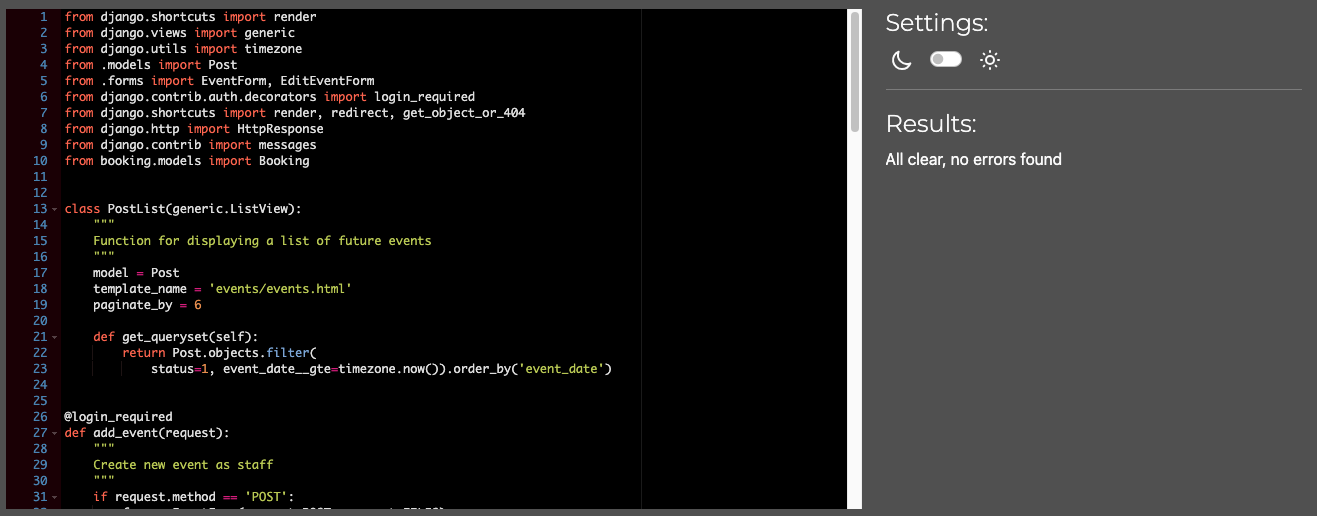 1 from django.shortcuts import render
2 from django.views import generic
3 from django.utils import timezone
4 from .models import Post
5 from .forms import EventForm, EditEventForm
6 from django.contrib.auth.decorators import login_required
7 from django.shortcuts import render, redirect, get_object_or_404
8 from django.http import HttpResponse
9 from django.contrib import messages
10 from booking.models import Booking
11
12
13 class PostList(generic.ListView):
14     """
15     Function for displaying a list of future events
16     """
17     model = Post
18     template_name = 'events/events.html'
19     paginate_by = 6
20
21     def get_queryset(self):
22         return Post.objects.filter(
23             status=1, event_date__gte=timezone.now()).order_by('event_date')
24
25
26 @login_required
27 def add_event(request):
28     """
29     Create new event as staff
30     """
31     if request.method == 'POST':
Settings:
Results:
All clear, no errors found